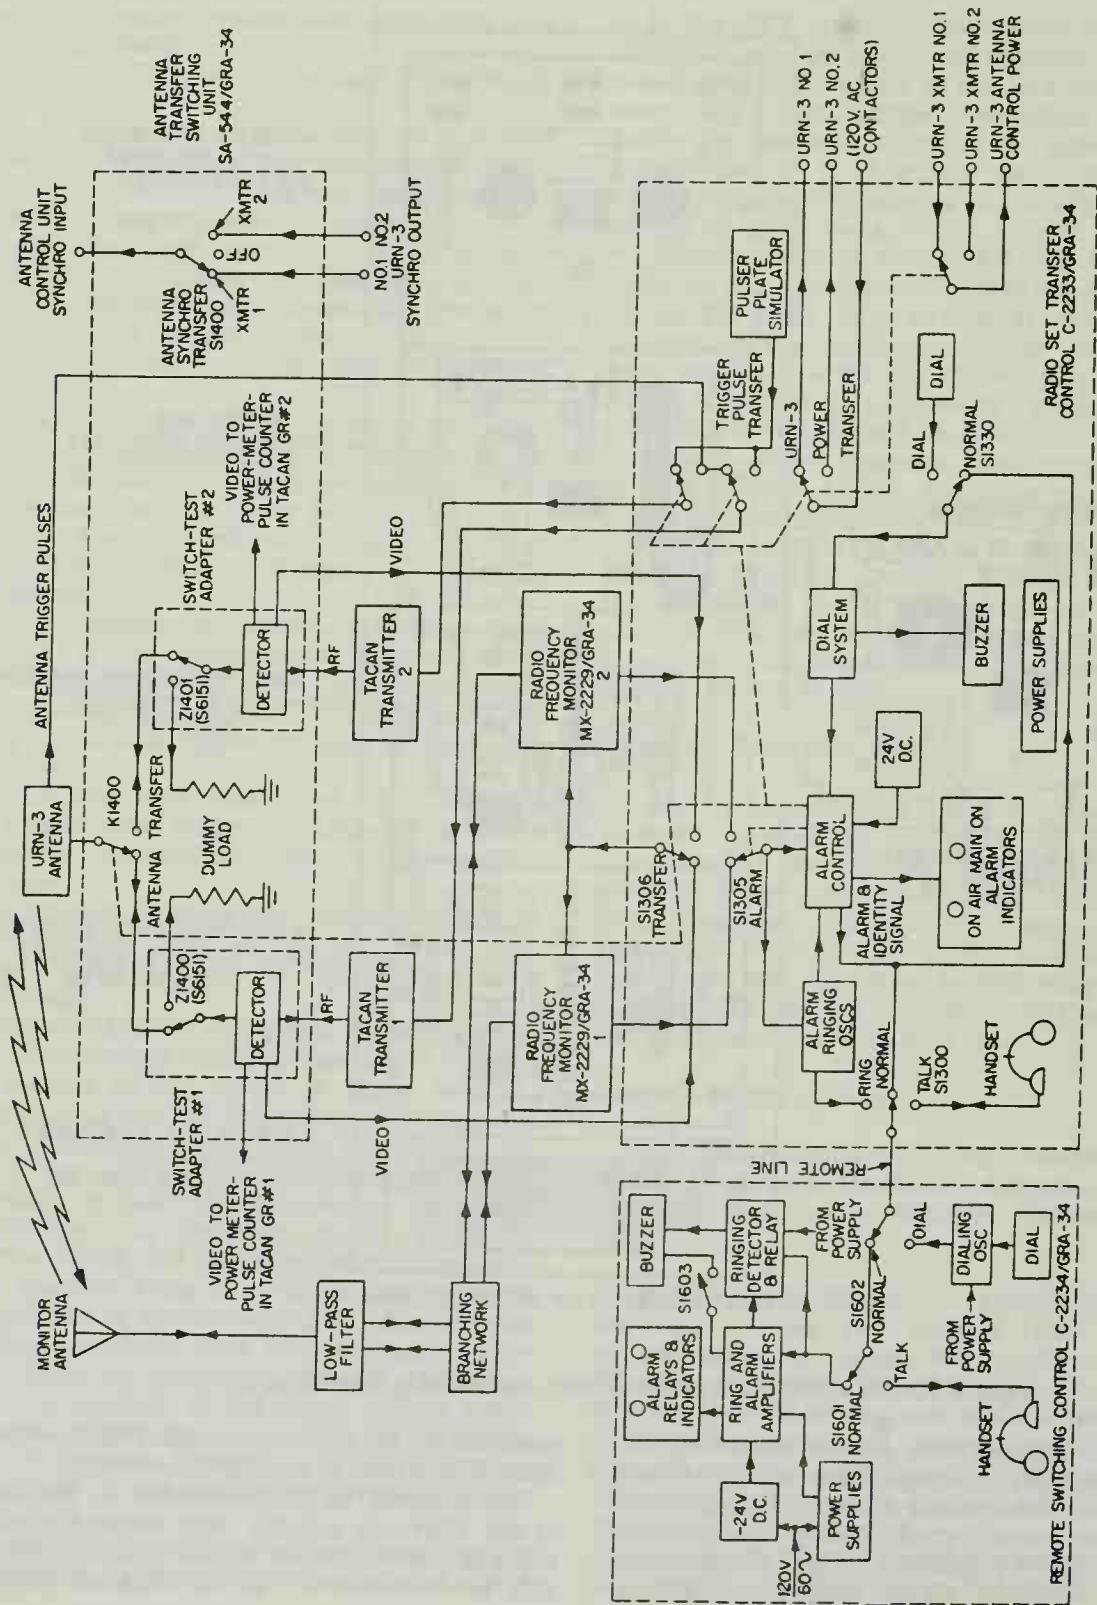 MONITOR
ANTENNA
URN-3
ANTENNA
ANTENNA TRIGGER PULSES
ANTENNA
CONTROL UNIT
SYNCHRO INPUT
ANTENNA
TRANSFER
SWITCHING
UNIT
SA-544/GRA-34
K1400
ANTENNA TRANSFER
ANTENNA
SYNCHRO
TRANSFER
S1400
XMTR
1
OFF
XMTR
2
NO.1 NO.2
URN-3
SYNCHRO OUTPUT
SWITCH-TEST
ADAPTER #1
Z1400
(S6151)
DETECTOR
DUMMY
LOAD
SWITCH-TEST
ADAPTER #2
Z1401
(S6151)
DETECTOR
VIDEO TO
POWER METER-
PULSE COUNTER
IN TACAN GR#1
VIDEO TO
POWER-METER-
PULSE COUNTER
IN TACAN GR.#2
RF
RF
VIDEO
VIDEO
TACAN
TRANSMITTER
1
TACAN
TRANSMITTER
2
LOW-PASS
FILTER
BRANCHING
NETWORK
RADIO
FREQUENCY
MONITOR
MX-2229/GRA-34
1
RADIO
FREQUENCY
MONITOR
MX-2229/GRA-34
2
S1306
TRANSFER
S1305
ALARM
TRIGGER
PULSE
TRANSFER
PULSER
PLATE
SIMULATOR
URN-3
POWER
TRANSFER
URN-3 NO 1
URN-3 NO.2
(120V. AC
CONTACTORS)
URN-3 XMTR NO.1
URN-3 XMTR NO.2
URN-3 ANTENNA
CONTROL POWER
ALARM
RINGING
OSCS
ALARM
CONTROL
ALARM &
IDENTITY
SIGNAL
24V
D.C.
DIAL
SYSTEM
BUZZER
DIAL
DIAL
NORMAL
S1330
ON AIR MAIN ON
ALARM
INDICATORS
POWER SUPPLIES
RING
NORMAL
TALK
S1300
HANDSET
RADIO SET TRANSFER
CONTROL C-2233/GRA-34
REMOTE LINE
BUZZER
S1603
ALARM
RELAYS &
INDICATORS
RINGING
DETECTOR
& RELAY
RING AND
ALARM
AMPLIFIERS
FROM
POWER
SUPPLY
S1602
NORMAL
DIAL
S1601
NORMAL
TALK
-24V
D.C.
120V
60~
POWER
SUPPLIES
FROM
POWER
SUPPLY
DIALING
OSC
DIAL
HANDSET
REMOTE SWITCHING CONTROL C-2234/GRA-34